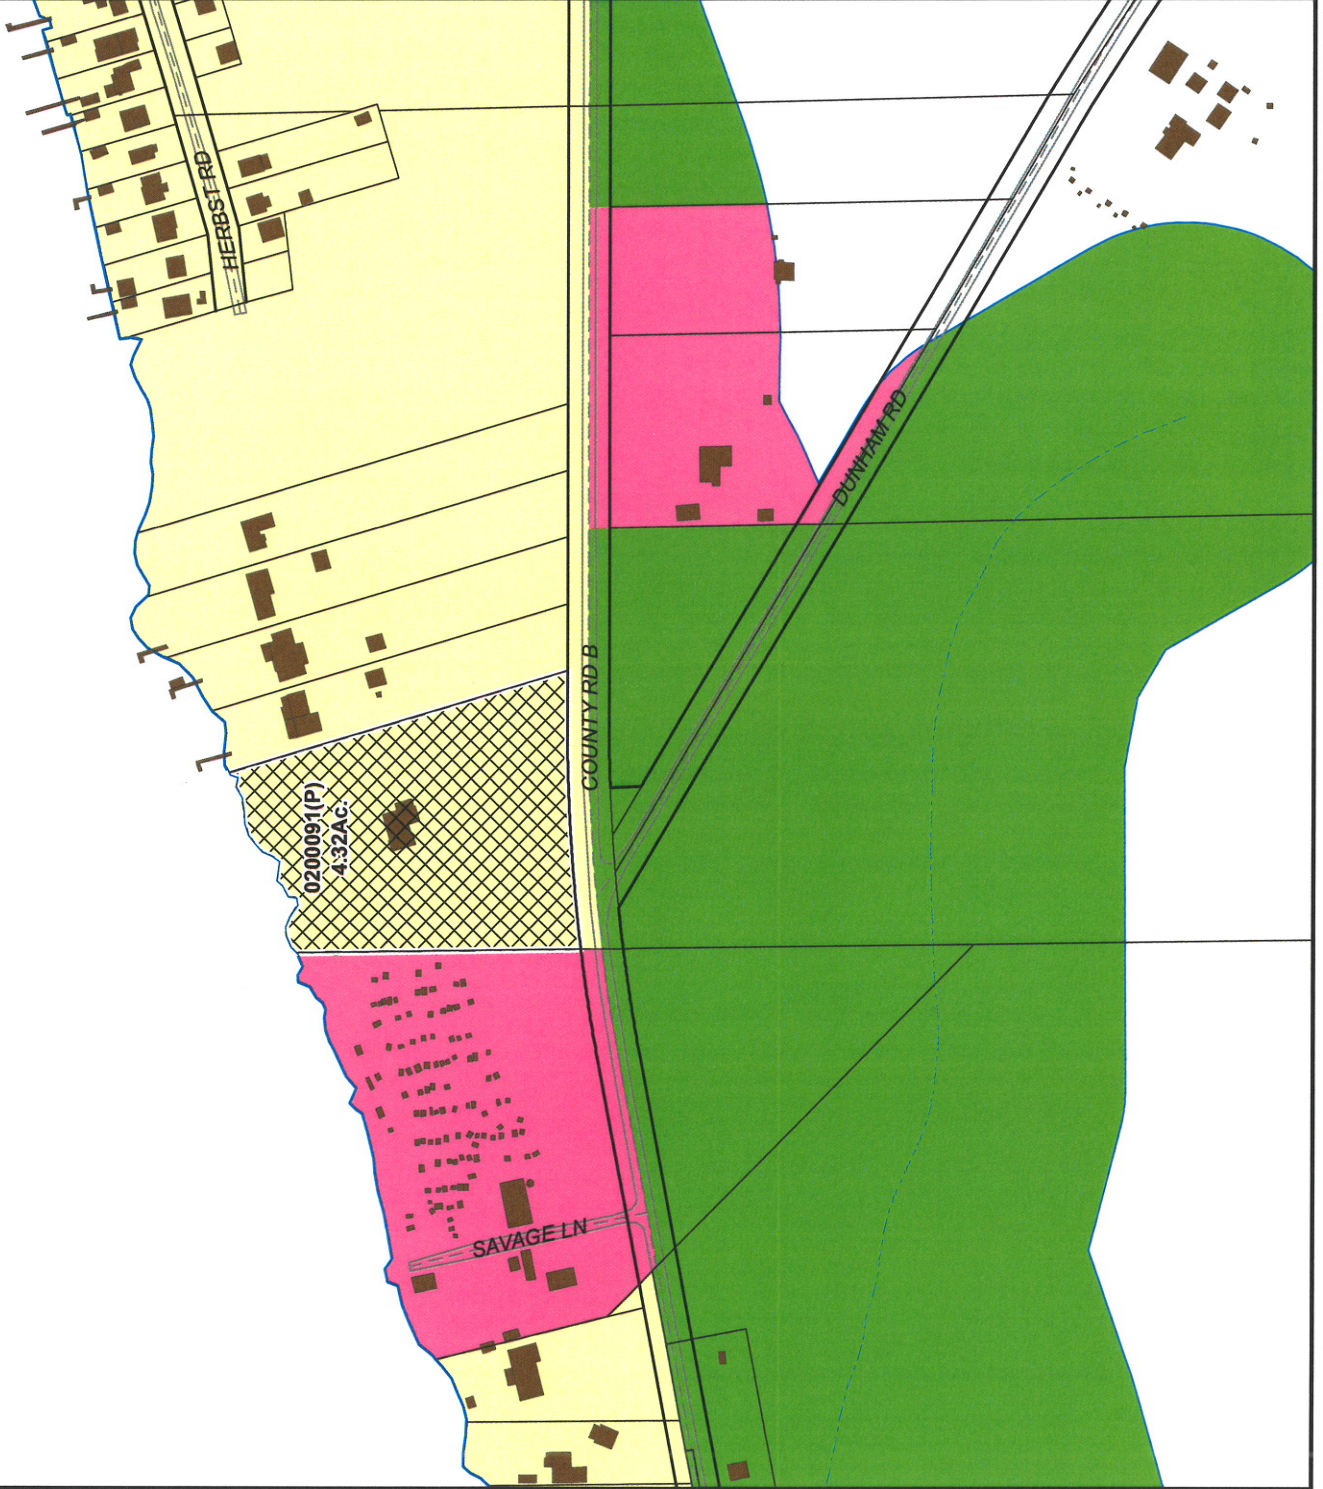 HERBST RD
DUNHAM RD
COUNTY RD B
0200091(P)
4.32Ac.
SAVAGE LN